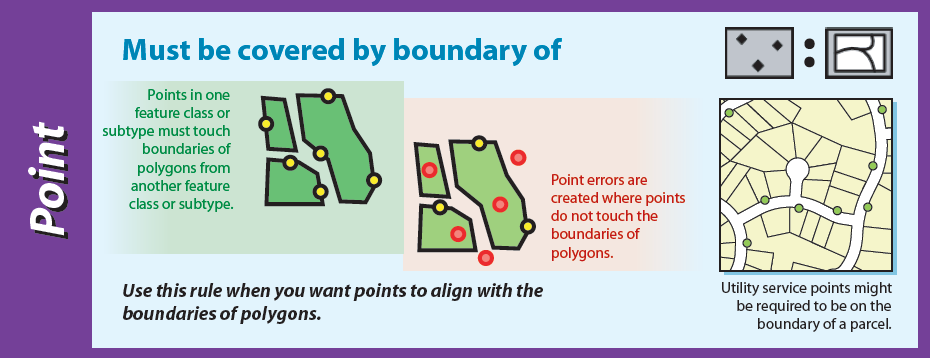 Point
Must be covered by boundary of
Points in one
feature class or
subtype must touch
boundaries of
polygons from
another feature
class or subtype.
Point errors are
created where points
do not touch the
boundaries of
polygons.
Use this rule when you want points to align with the
boundaries of polygons.
Utility service points might
be required to be on the
boundary of a parcel.